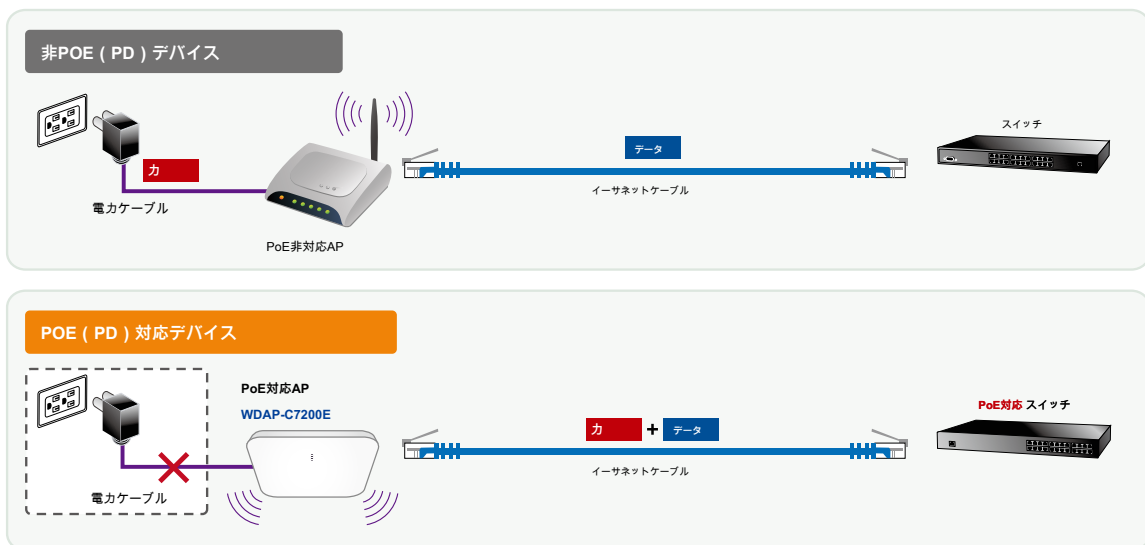 非POE ( PD ) デバイス
スイッチ
データ
力
イーサネットケーブル
電力ケーブル
PoE非対応AP
POE ( PD ) 対応デバイス
PoE対応AP
WDAP-C7200E
PoE対応 スイッチ
力 + データ
イーサネットケーブル
電力ケーブル